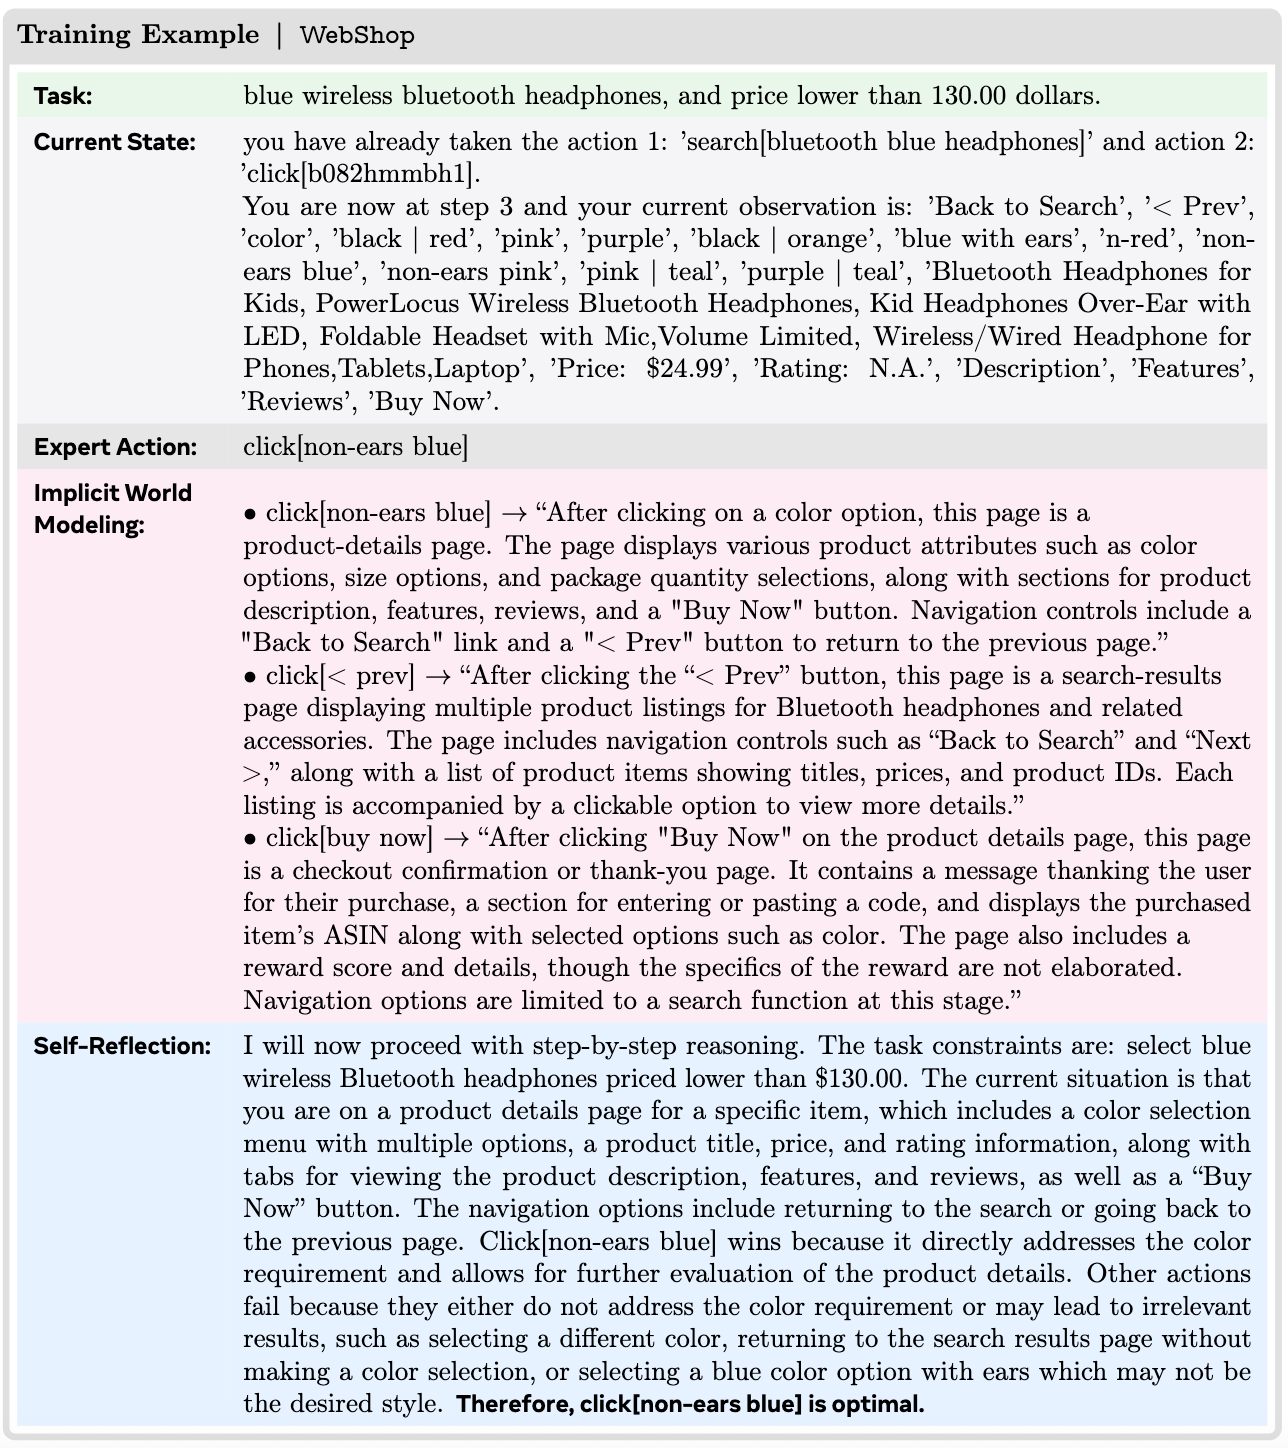 Training Example | WebShop
Task: blue wireless bluetooth headphones, and price lower than 130.00 dollars.
Current State: you have already taken the action 1: ’search[bluetooth blue headphones]’ and action 2:
’click[b082hmmbh1].
You are now at step 3 and your current observation is: ’Back to Search’, ’< Prev’,
’color’, ’black | red’, ’pink’, ’purple’, ’black | orange’, ’blue with ears’, ’n-red’, ’non-
ears blue’, ’non-ears pink’, ’pink | teal’, ’purple | teal’, ’Bluetooth Headphones for
Kids, PowerLocus Wireless Bluetooth Headphones, Kid Headphones Over-Ear with
LED, Foldable Headset with Mic,Volume Limited, Wireless/Wired Headphone for
Phones,Tablets,Laptop’, ’Price: $24.99’, ’Rating: N.A.’, ’Description’, ’Features’,
’Reviews’, ’Buy Now’.
Expert Action: click[non-ears blue]
Implicit World
Modeling:
• click[non-ears blue] → “After clicking on a color option, this page is a
product-details page. The page displays various product attributes such as color
options, size options, and package quantity selections, along with sections for product
description, features, reviews, and a "Buy Now" button. Navigation controls include a
"Back to Search" link and a "< Prev" button to return to the previous page.”
• click[< prev] → “After clicking the “< Prev” button, this page is a search-results
page displaying multiple product listings for Bluetooth headphones and related
accessories. The page includes navigation controls such as “Back to Search” and “Next
>,” along with a list of product items showing titles, prices, and product IDs. Each
listing is accompanied by a clickable option to view more details.”
• click[buy now] → “After clicking "Buy Now" on the product details page, this page
is a checkout confirmation or thank-you page. It contains a message thanking the user
for their purchase, a section for entering or pasting a code, and displays the purchased
item’s ASIN along with selected options such as color. The page also includes a
reward score and details, though the specifics of the reward are not elaborated.
Navigation options are limited to a search function at this stage.”
Self-Reflection: I will now proceed with step-by-step reasoning. The task constraints are: select blue
wireless Bluetooth headphones priced lower than $130.00. The current situation is that
you are on a product details page for a specific item, which includes a color selection
menu with multiple options, a product title, price, and rating information, along with
tabs for viewing the product description, features, and reviews, as well as a “Buy
Now” button. The navigation options include returning to the search or going back to
the previous page. Click[non-ears blue] wins because it directly addresses the color
requirement and allows for further evaluation of the product details. Other actions
fail because they either do not address the color requirement or may lead to irrelevant
results, such as selecting a different color, returning to the search results page without
making a color selection, or selecting a blue color option with ears which may not be
the desired style. Therefore, click[non-ears blue] is optimal.